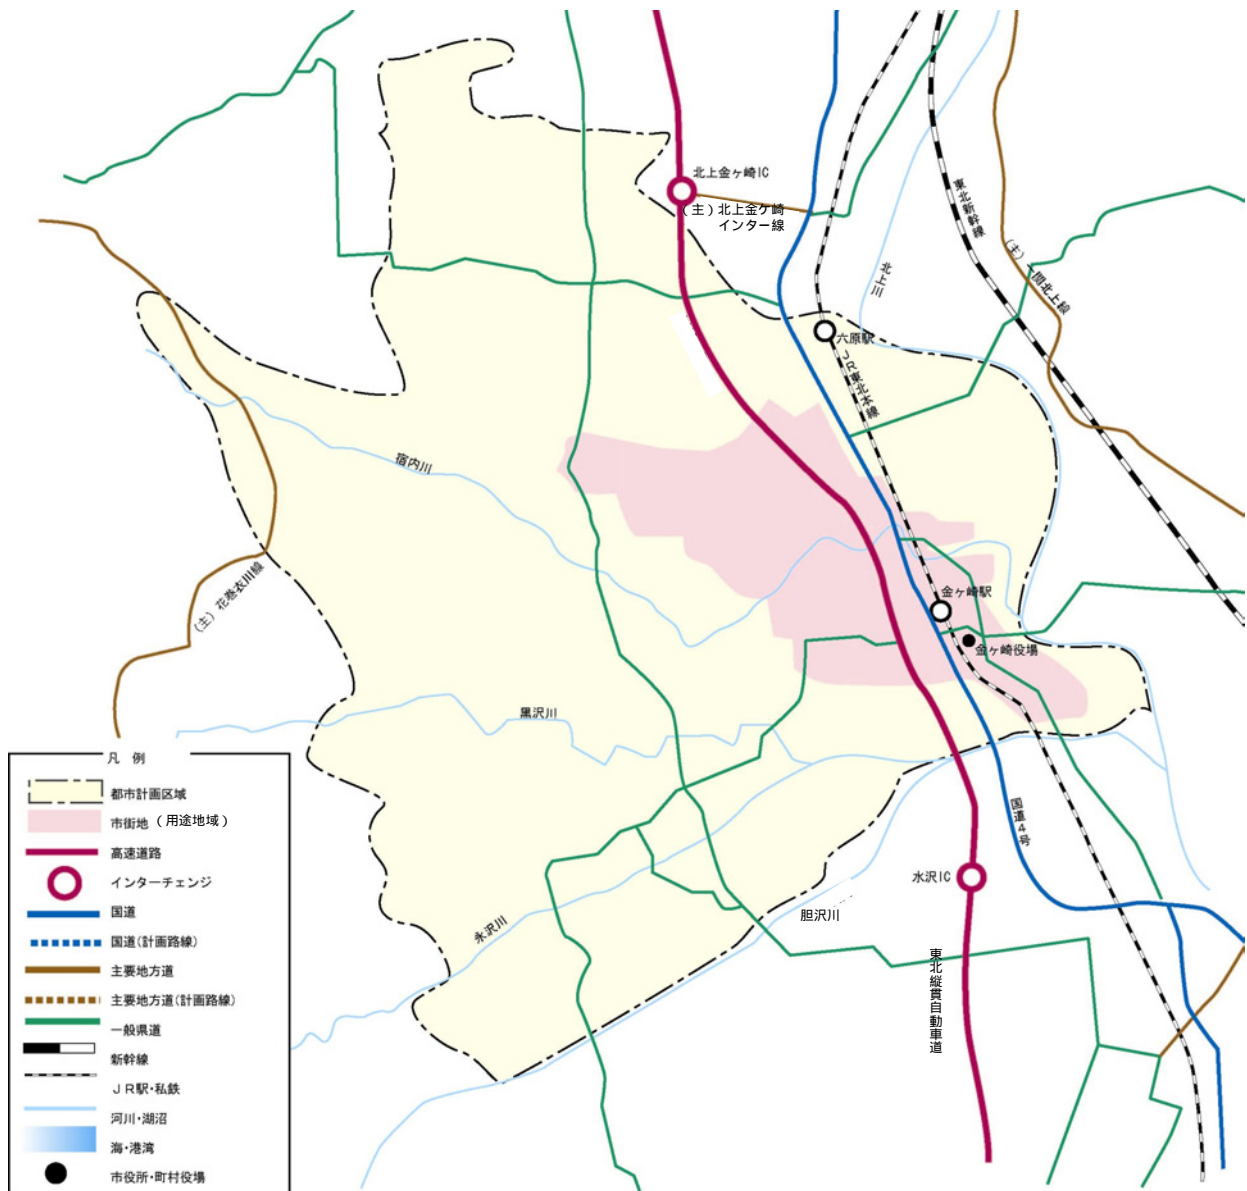 北上金ヶ崎IC
(主)北上金ケ崎
インター線
東北新幹線
(主)一関北上線
北上川
六原駅
JR東北本線
宿内川
(主)花巻衣川線
金ヶ崎駅
金ヶ崎役場
黒沢川
国道4号
水沢IC
永沢川
胆沢川
東北縦貫自動車道
凡 例
都市計画区域
市街地(用途地域)
高速道路
インターチェンジ
国道
国道(計画路線)
主要地方道
主要地方道(計画路線)
一般県道
新幹線
JR駅・私鉄
河川・湖沼
海・港湾
市役所・町村役場